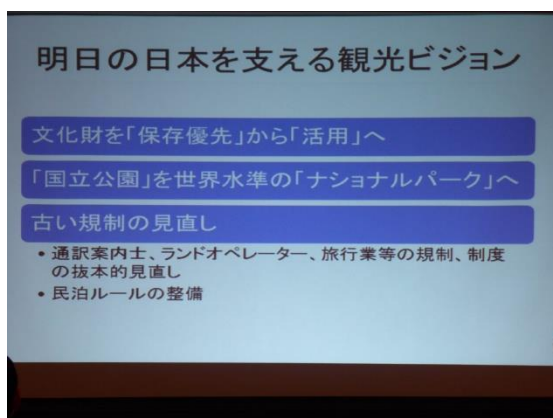 明日の日本を支える観光ビジョン
文化財を「保存優先」から「活用」へ
「国立公園」を世界水準の「ナショナルパーク」へ
古い規制の見直し
• 通訳案内士、ランドオペレーター、旅行業等の規制、制度
の抜本的見直し
• 民泊ルールの整備